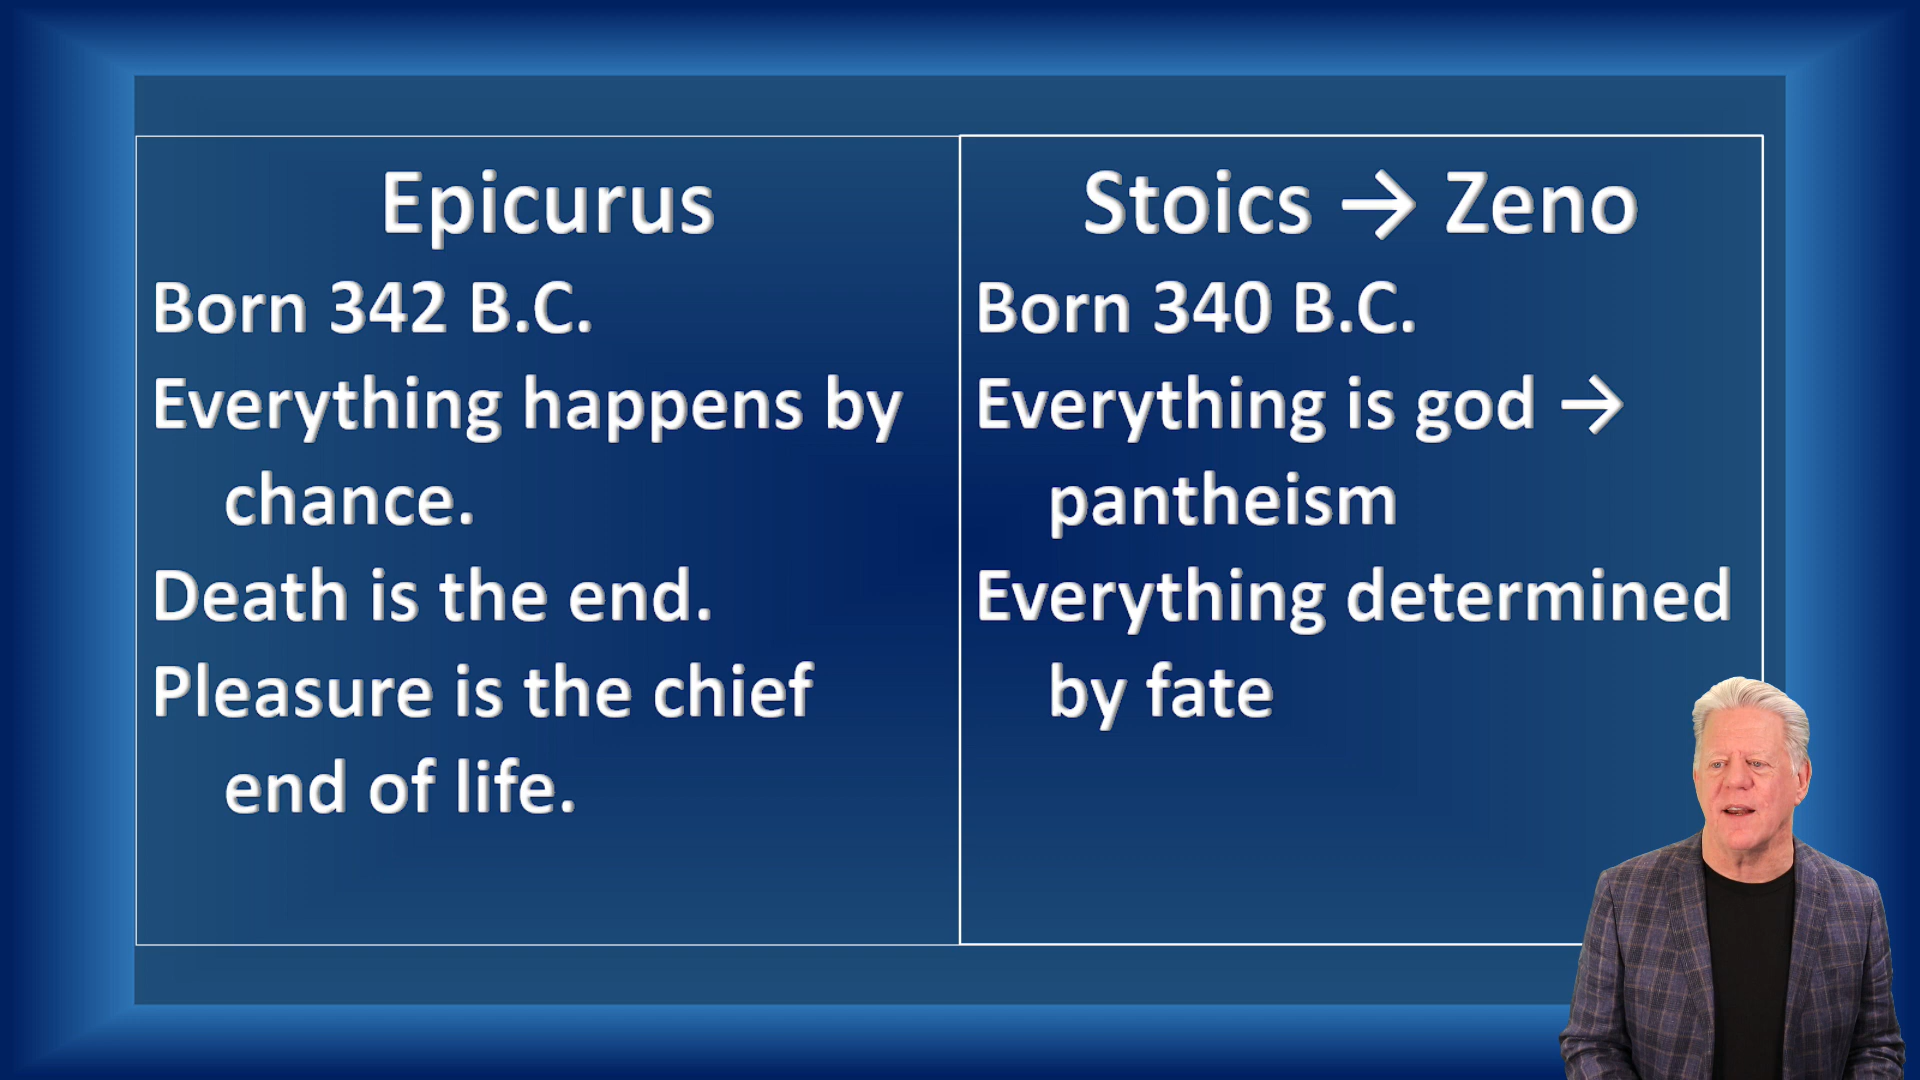 Epicurus
Born 342 B.C.
Everything happens by
chance.
Death is the end.
Pleasure is the chief
end of life.
Stoics → Zeno
Born 340 B.C.
Everything is god →
pantheism
Everything determined
by fate